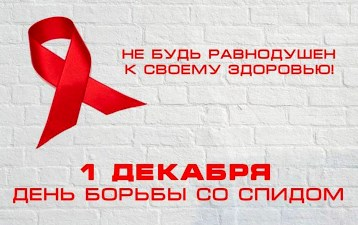 НЕ БУДЬ РАВНОДУШЕН
К СВОЕМУ ЗДОРОВЬЮ!
1 ДЕКАБРЯ
ДЕНЬ БОРЬБЫ СО СПИДОМ